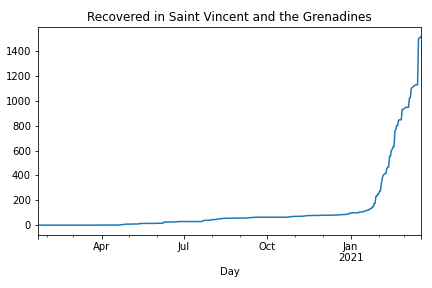 Recovered in Saint Vincent and the Grenadines
1400
1200
1000
800
600
400
200
0
Apr
Jul
Oct
Jan
2021
Day